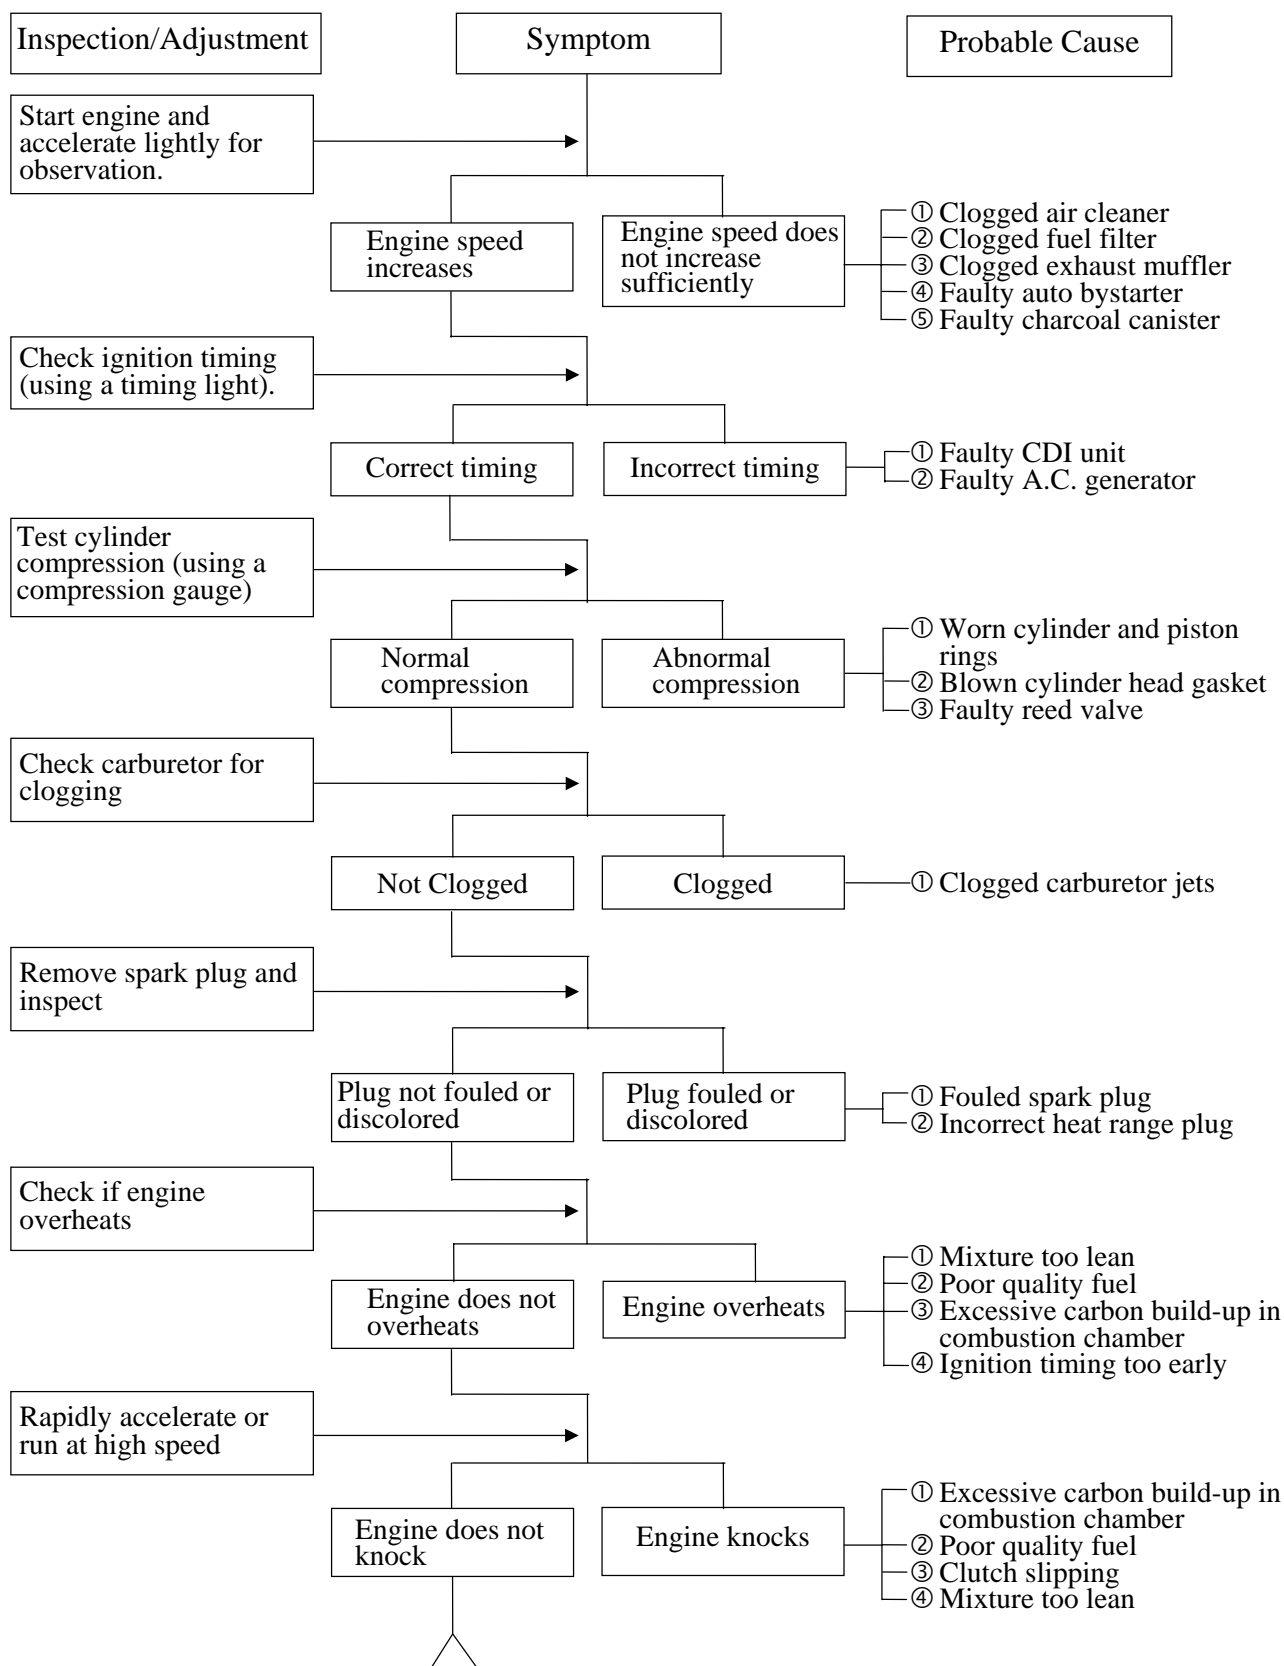 Inspection/Adjustment
Symptom
Probable Cause
Start engine and
accelerate lightly for
observation.
Engine speed
increases
Engine speed does
not increase
sufficiently
① Clogged air cleaner
② Clogged fuel filter
③ Clogged exhaust muffler
④ Faulty auto bystarter
⑤ Faulty charcoal canister
Check ignition timing
(using a timing light).
Correct timing
Incorrect timing
① Faulty CDI unit
② Faulty A.C. generator
Test cylinder
compression (using a
compression gauge)
Normal
compression
Abnormal
compression
① Worn cylinder and piston
rings
② Blown cylinder head gasket
③ Faulty reed valve
Check carburetor for
clogging
Not Clogged
Clogged
① Clogged carburetor jets
Remove spark plug and
inspect
Plug not fouled or
discolored
Plug fouled or
discolored
① Fouled spark plug
② Incorrect heat range plug
Check if engine
overheats
Engine does not
overheats
Engine overheats
① Mixture too lean
② Poor quality fuel
③ Excessive carbon build-up in
combustion chamber
④ Ignition timing too early
Rapidly accelerate or
run at high speed
Engine does not
knock
Engine knocks
① Excessive carbon build-up in
combustion chamber
② Poor quality fuel
③ Clutch slipping
④ Mixture too lean